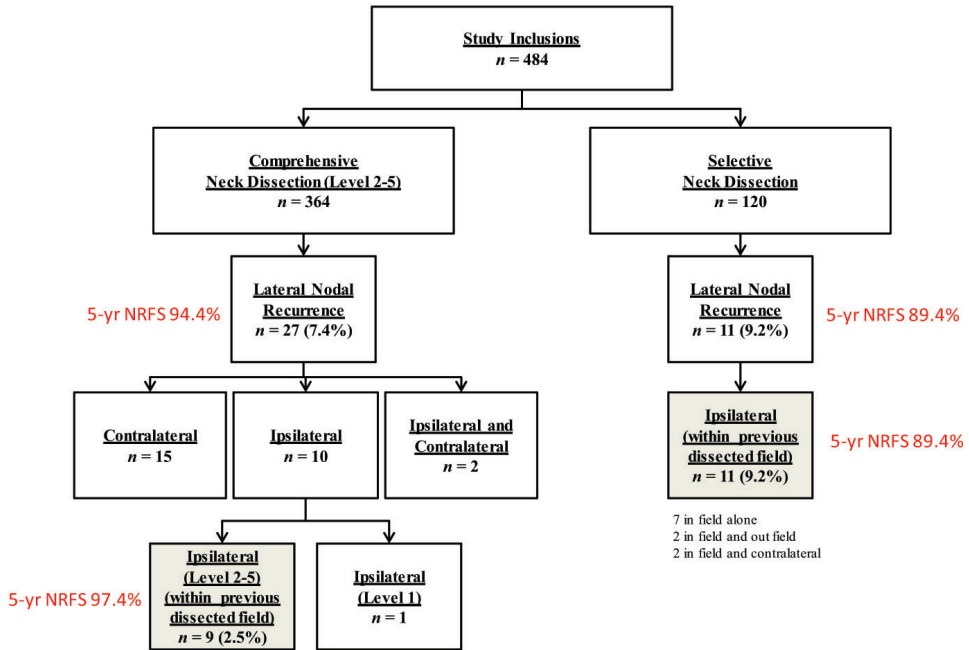 Study Inclusions
n = 484
Comprehensive
Neck Dissection (Level 2-5)
n = 364
Selective
Neck Dissection
n = 120
5-yr NRFS 94.4%
Lateral Nodal
Recurrence
n = 27 (7.4%)
Lateral Nodal
Recurrence
n = 11 (9.2%)
5-yr NRFS 89.4%
Contralateral
n = 15
Ipsilateral
n = 10
Ipsilateral and
Contralateral
n = 2
Ipsilateral
(within previous
dissected field)
n = 11 (9.2%)
5-yr NRFS 89.4%
7 in field alone
2 in field and out field
2 in field and contralateral
5-yr NRFS 97.4%
Ipsilateral
(Level 2-5)
(within previous
dissected field)
n = 9 (2.5%)
Ipsilateral
(Level 1)
n = 1